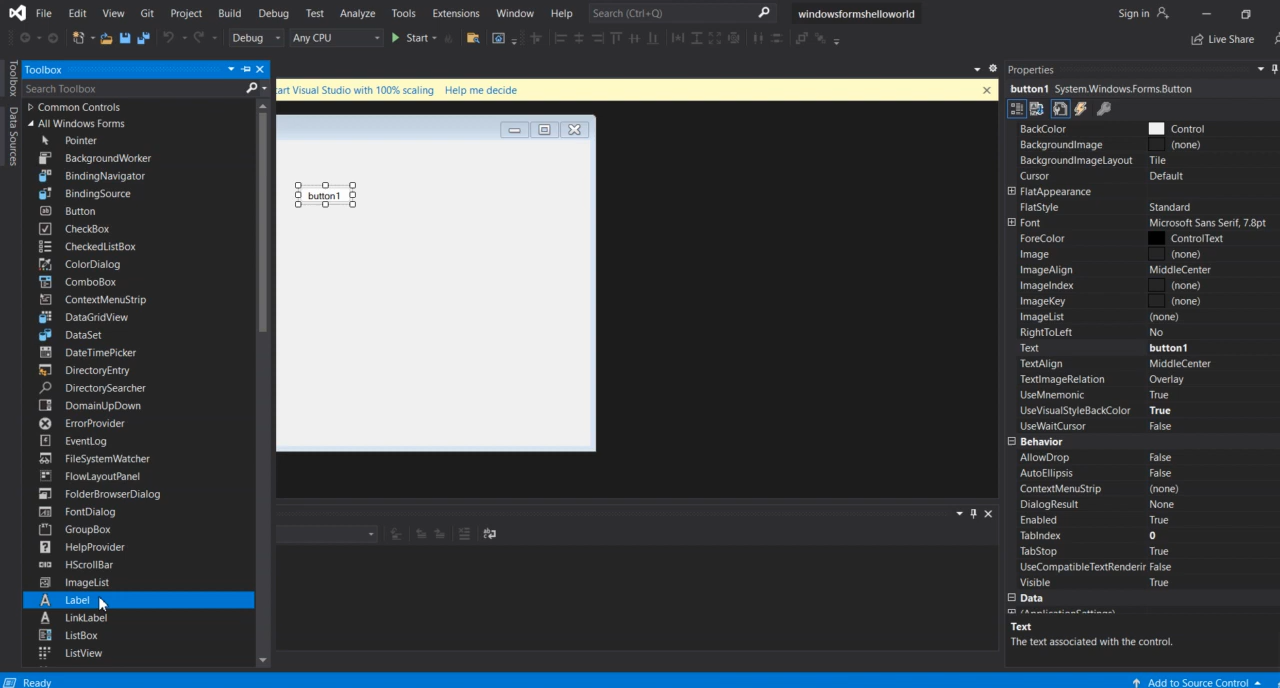 File Edit View Git Project Build Debug Test Analyze Tools Extensions Window Help Search (Ctrl+Q) windowsformshelloworld Sign in
Debug Any CPU Start Live Share
Toolbox
Data Sources
Toolbox
Search Toolbox
Common Controls
All Windows Forms
Pointer
BackgroundWorker
BindingNavigator
BindingSource
Button
CheckBox
CheckedListBox
ColorDialog
ComboBox
ContextMenuStrip
DataGridView
DataSet
DateTimePicker
DirectoryEntry
DirectorySearcher
DomainUpDown
ErrorProvider
EventLog
FileSystemWatcher
FlowLayoutPanel
FolderBrowserDialog
FontDialog
GroupBox
HelpProvider
HScrollBar
ImageList
Label
LinkLabel
ListBox
ListView
art Visual Studio with 100% scaling Help me decide
button1
Properties
button1 System.Windows.Forms.Button
BackColor Control
BackgroundImage (none)
BackgroundImageLayout Tile
Cursor Default
FlatAppearance
FlatStyle Standard
Font Microsoft Sans Serif, 7.8pt
ForeColor ControlText
Image (none)
ImageAlign MiddleCenter
ImageIndex (none)
ImageKey (none)
ImageList (none)
RightToLeft No
Text button1
TextAlign MiddleCenter
TextImageRelation Overlay
UseMnemonic True
UseVisualStyleBackColor True
UseWaitCursor False
Behavior
AllowDrop False
AutoEllipsis False
ContextMenuStrip (none)
DialogResult None
Enabled True
TabIndex 0
TabStop True
UseCompatibleTextRenderir False
Visible True
Data
(ApplicationSettings)
Text
The text associated with the control.
Ready Add to Source Control